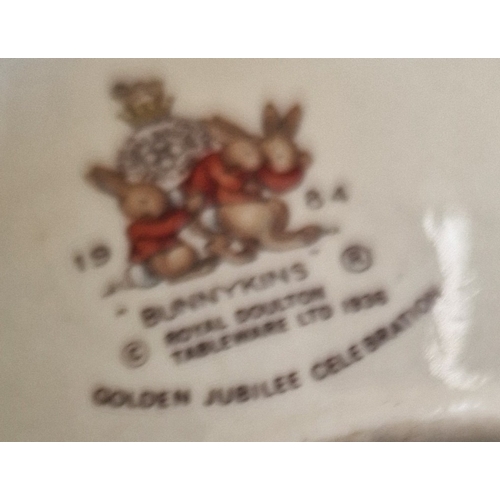 19 84
"BUNNYKINS" ®
© ROYAL DOULTON
TABLEWARE LTD 1936
GOLDEN JUBILEE CELEBRATION